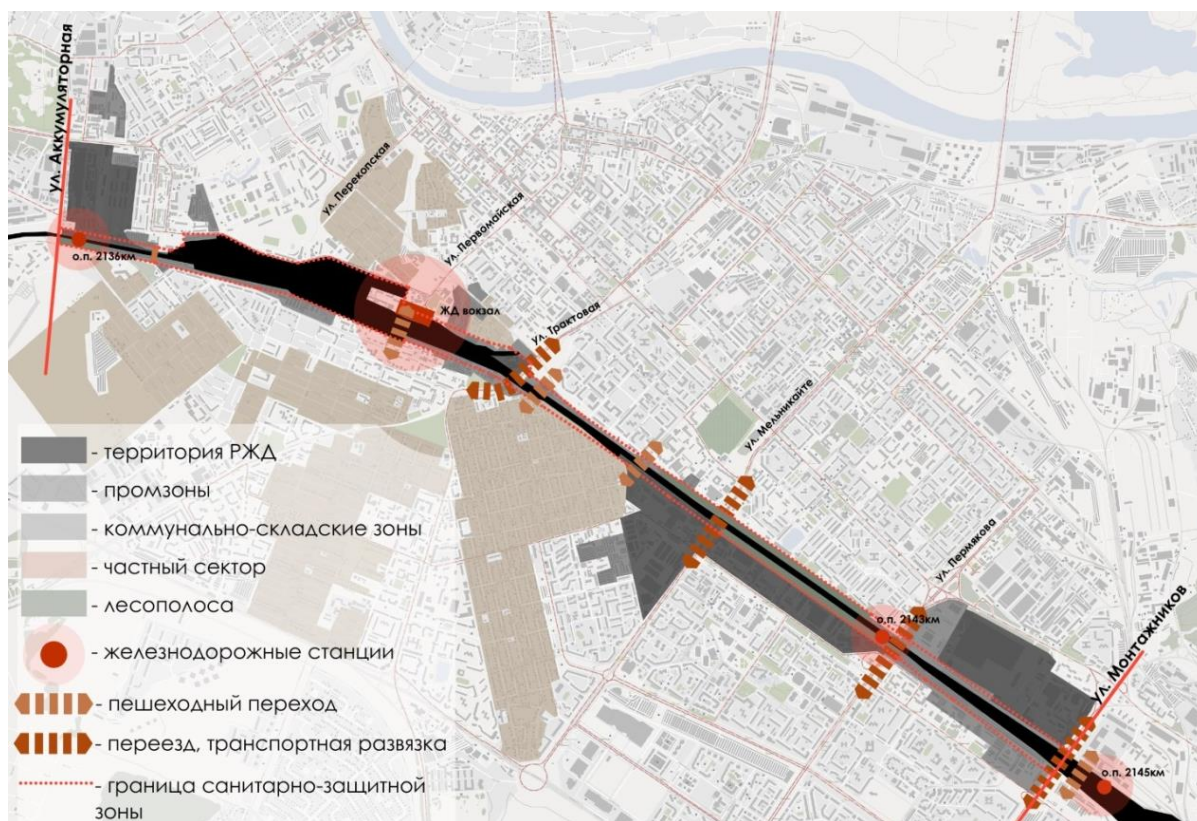 ул. Аккумуляторная
ул. Перекопская
ул. Первомайская
о.п. 2136км
ЖД вокзал
ул. Трактовая
ул. Мельникайте
ул. Пермякова
о.п. 2143км
ул. Монтажников
о.п. 2145км
- территория РЖД
- промзоны
- коммунально-складские зоны
- частный сектор
- лесополоса
- железнодорожные станции
- пешеходный переход
- переезд, транспортная развязка
- граница санитарно-защитной
зоны